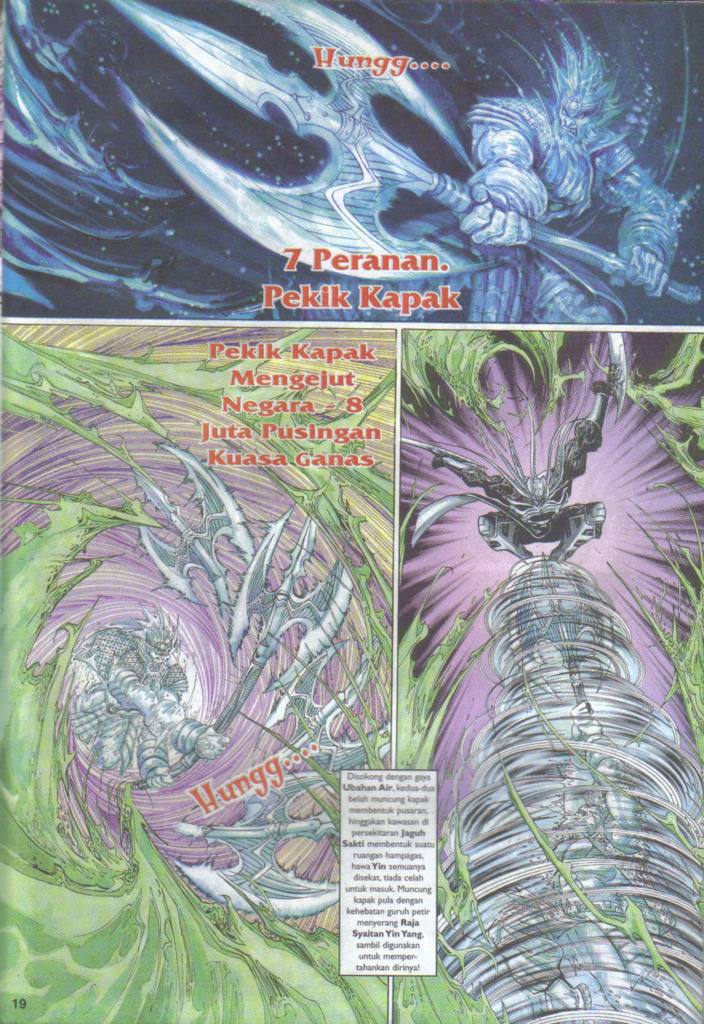 Hungg....
7 Peranan.
Pekik Kapak
Pekik Kapak
Mengejut
Negara - 8
Juta Pusingan
Kuasa Ganas
Hungg....
Disokong dengan gaya
Ubahan Air, kedua-dua
belah muncung kapak
membentuk pusaran,
hinggakan kawasan di
persekitaran Jaguh
Sakti membentuk suatu
ruangan hampagas,
hawa Yin semuanya
disekat, tiada celah
untuk masuk. Muncung
kapak pula dengan
kehebatan guruh petir
menyerang Raja
Syaitan Yin Yang,
sambil digunakan
untuk memper-
tahankan dirinya!
19